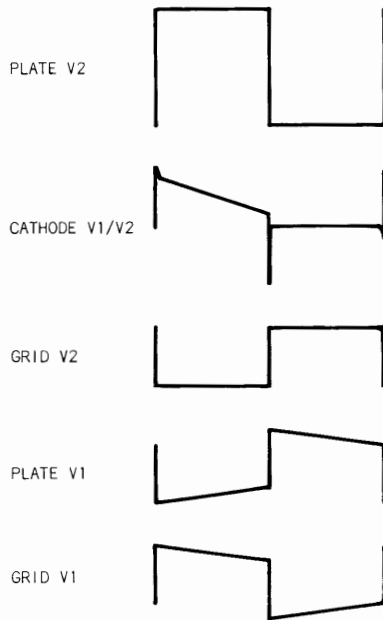 PLATE V2
CATHODE V1/V2
GRID V2
PLATE V1
GRID V1